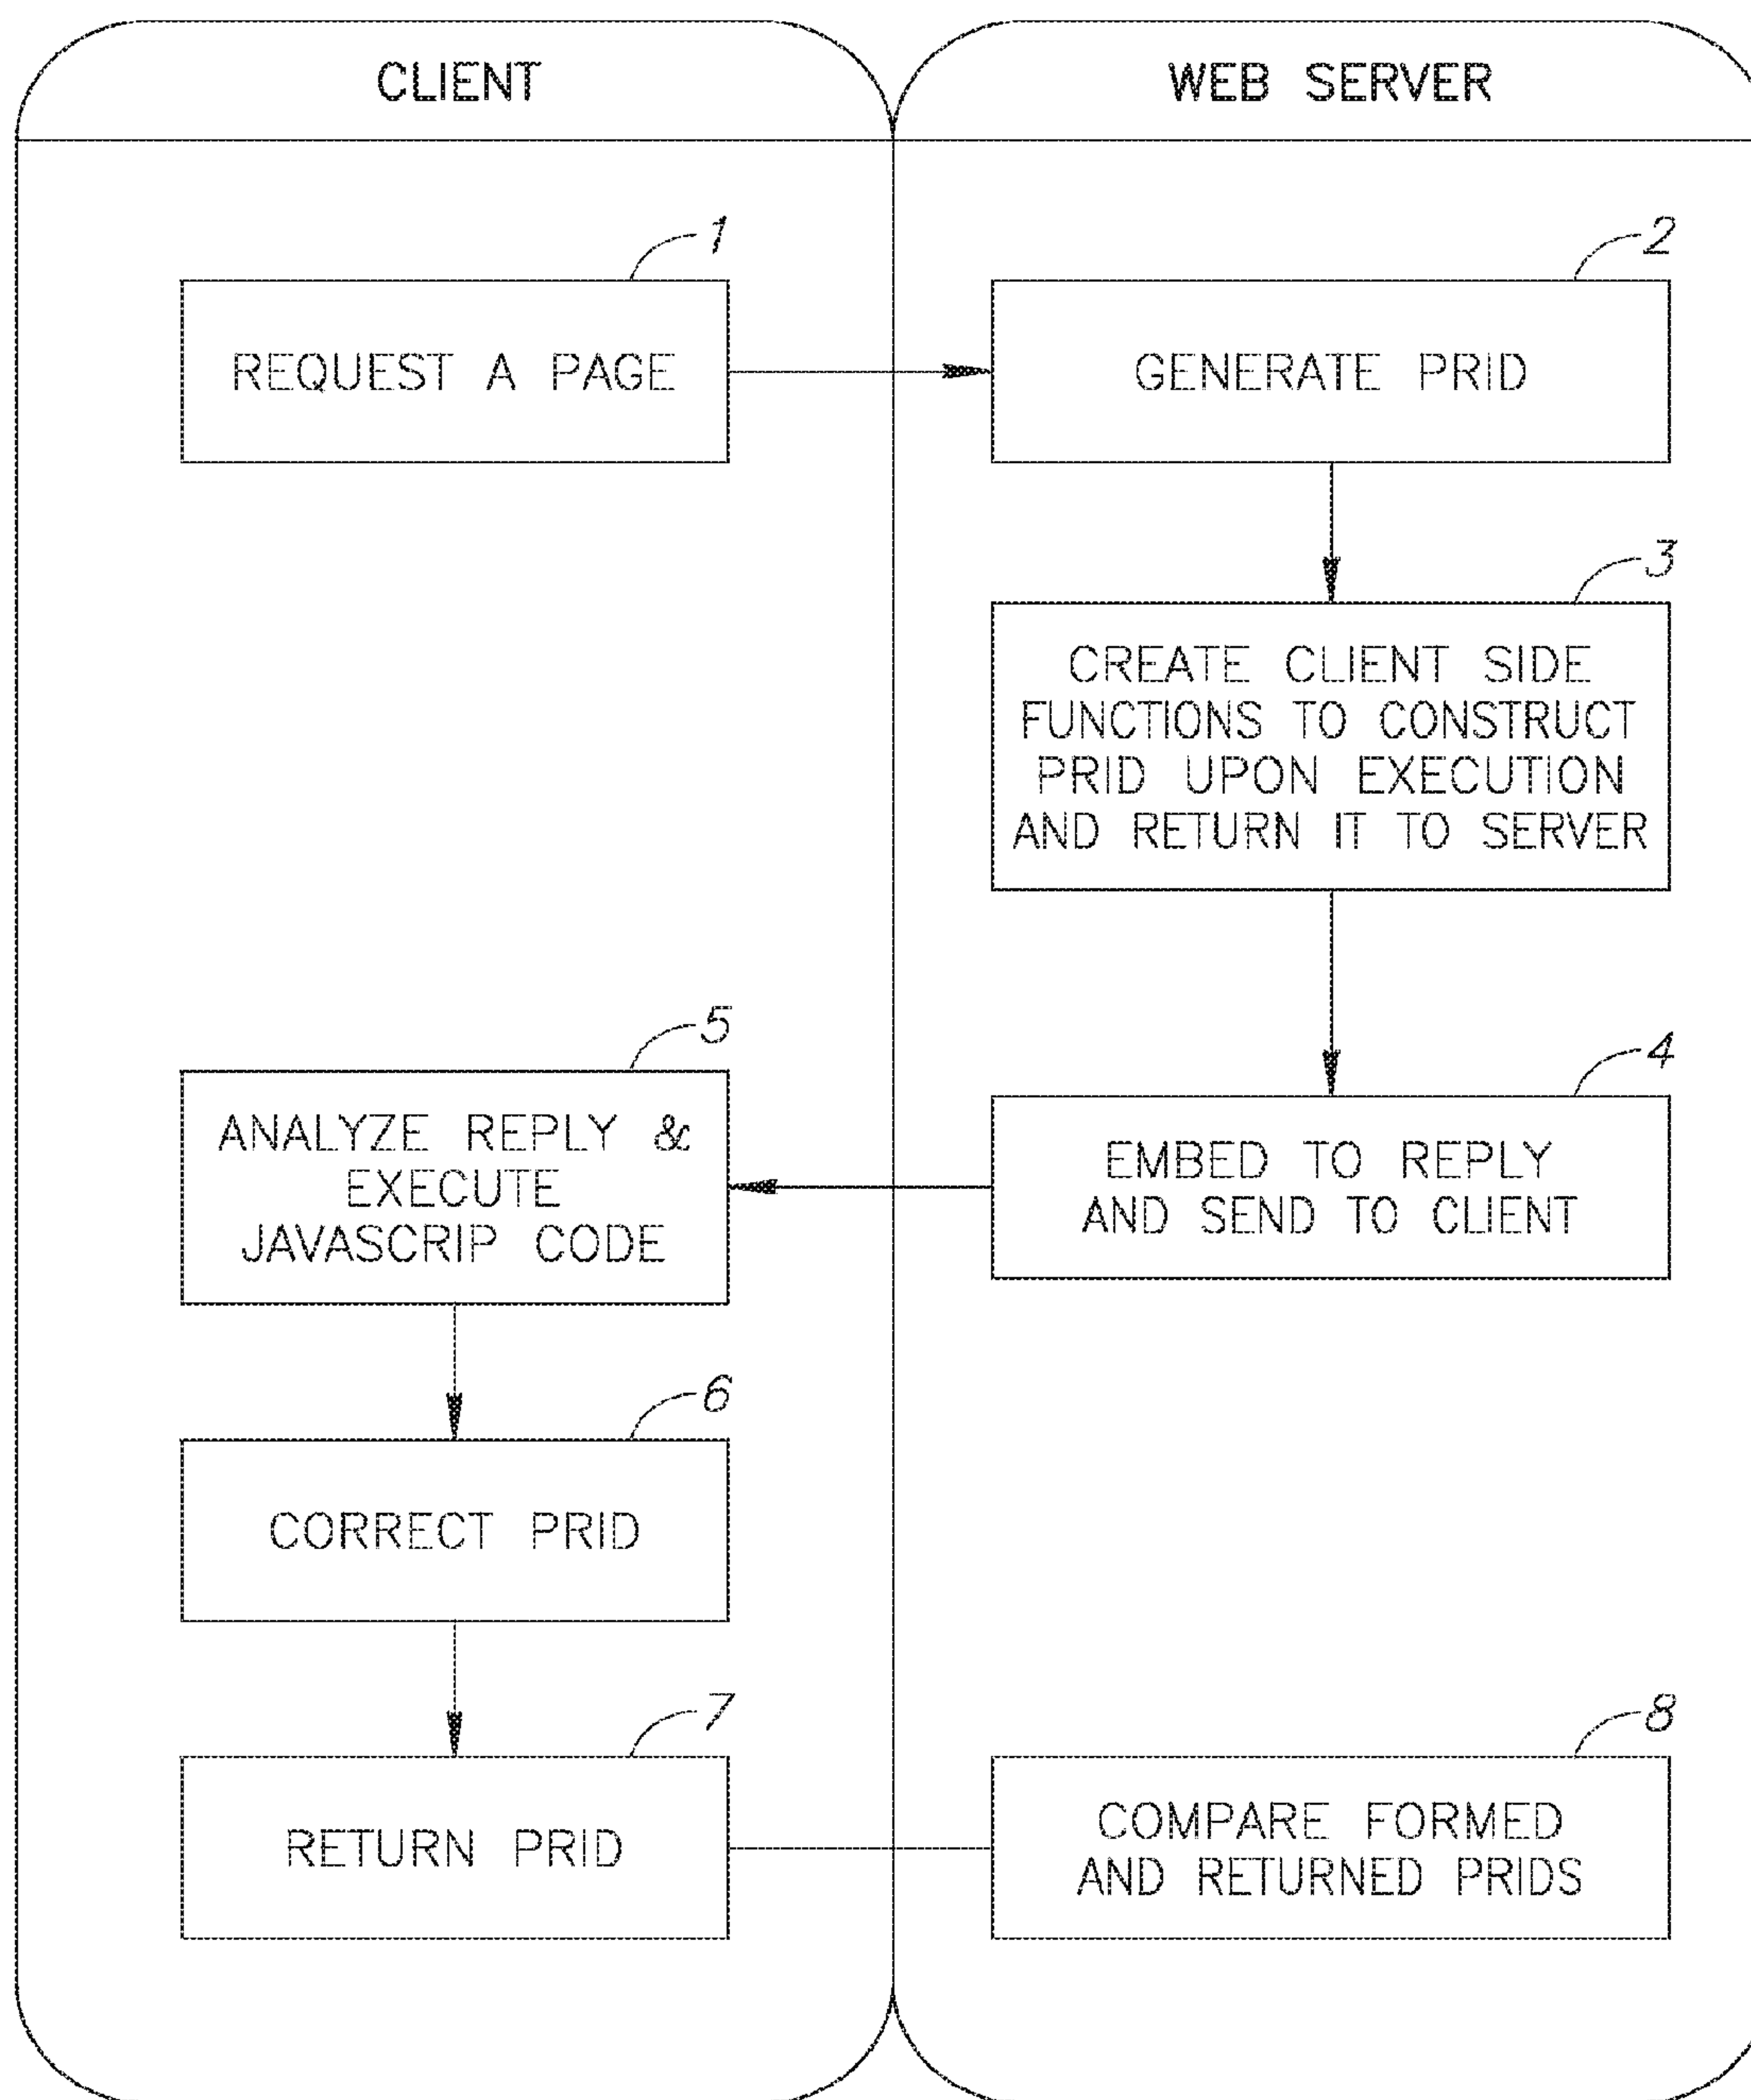 CLIENT
WEB SERVER
1
REQUEST A PAGE
2
GENERATE PRID
3
CREATE CLIENT SIDE
FUNCTIONS TO CONSTRUCT
PRID UPON EXECUTION
AND RETURN IT TO SERVER
4
EMBED TO REPLY
AND SEND TO CLIENT
5
ANALYZE REPLY &
EXECUTE
JAVASCRIP CODE
6
CORRECT PRID
7
RETURN PRID
8
COMPARE FORMED
AND RETURNED PRIDS